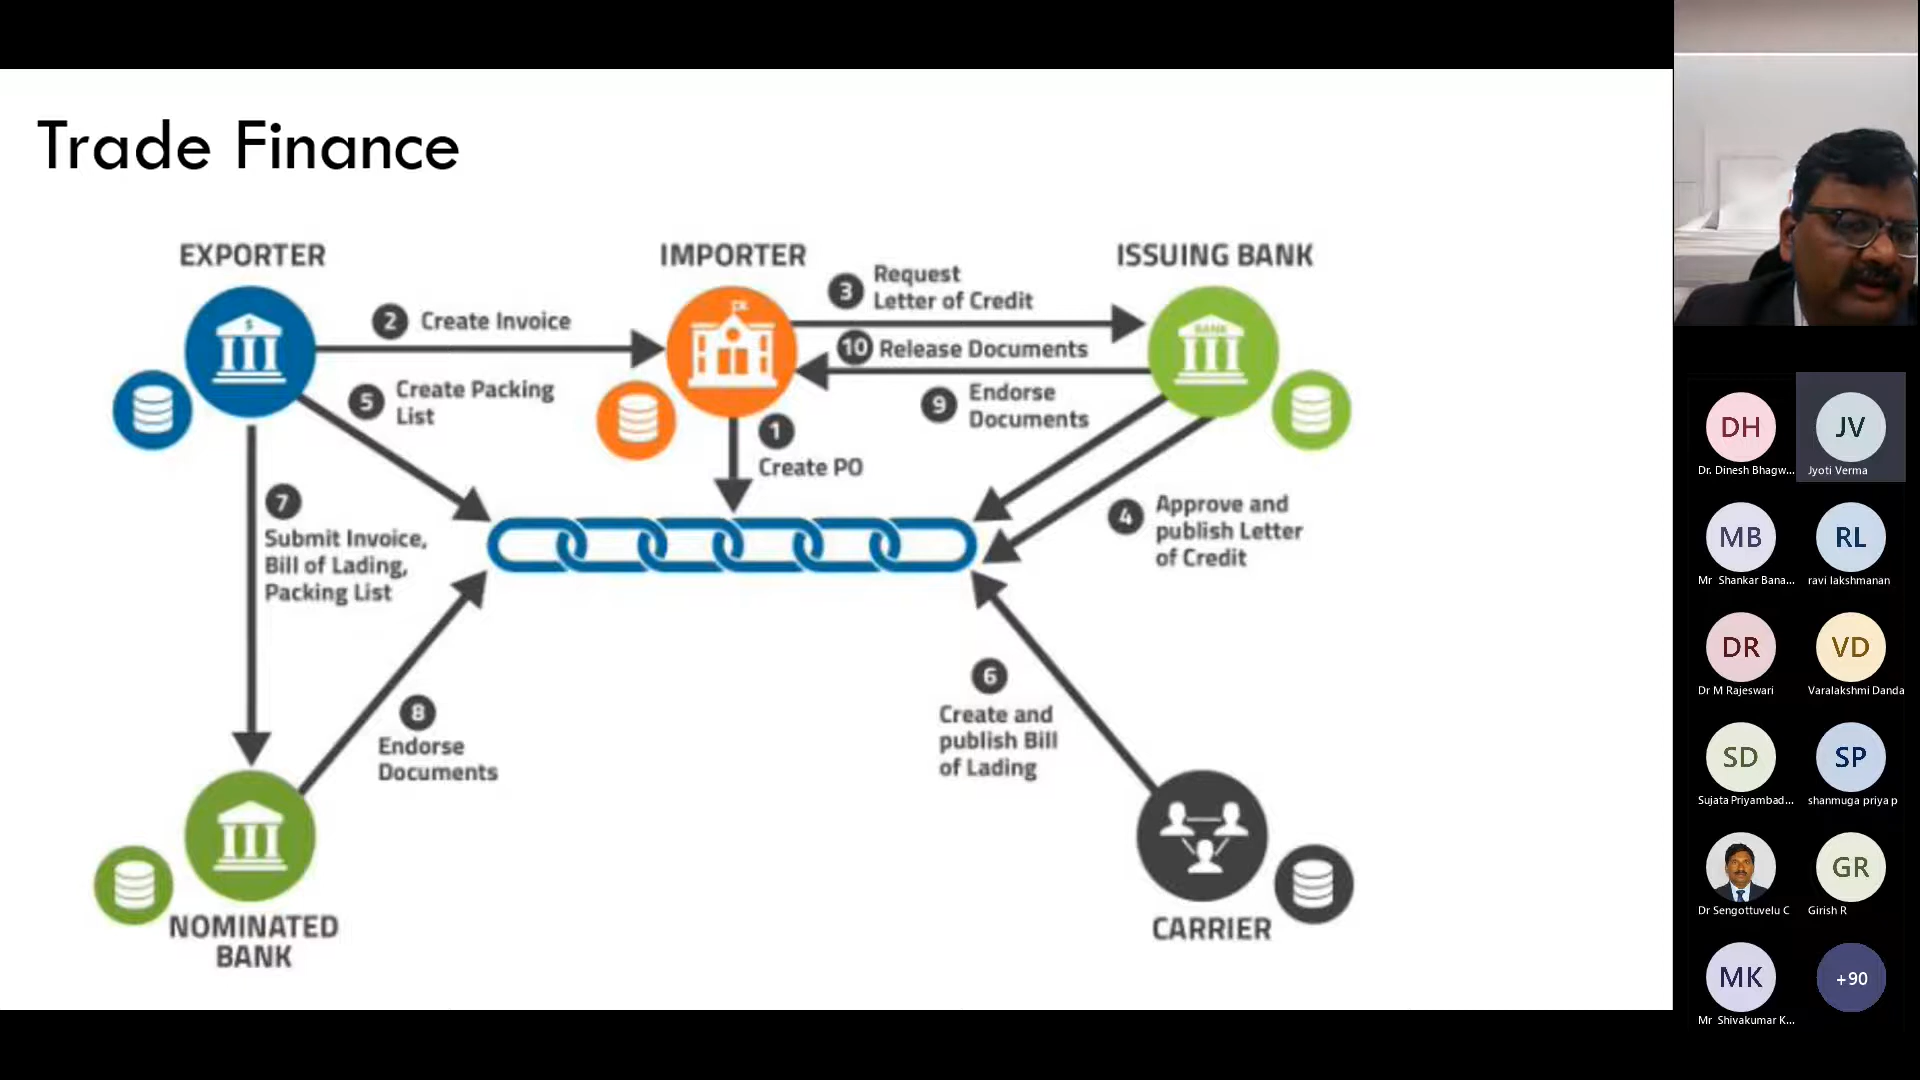 Trade Finance
EXPORTER
IMPORTER
ISSUING BANK
2 Create Invoice
3 Request
Letter of Credit
10 Release Documents
BANK
$
5 Create Packing
List
9 Endorse
Documents
1
Create PO
7
Submit Invoice,
Bill of Lading,
Packing List
4 Approve and
publish Letter
of Credit
8
Endorse
Documents
6
Create and
publish Bill
of Lading
NOMINATED
BANK
CARRIER
DH
Dr. Dinesh Bhagw...
JV
Jyoti Verma
MB
Mr Shankar Bana...
RL
ravi lakshmanan
DR
Dr M Rajeswari
VD
Varalakshmi Danda
SD
Sujata Priyambad...
SP
shanmuga priya p
Dr Sengottuvelu C
GR
Girish R
MK
Mr Shivakumar K...
+90